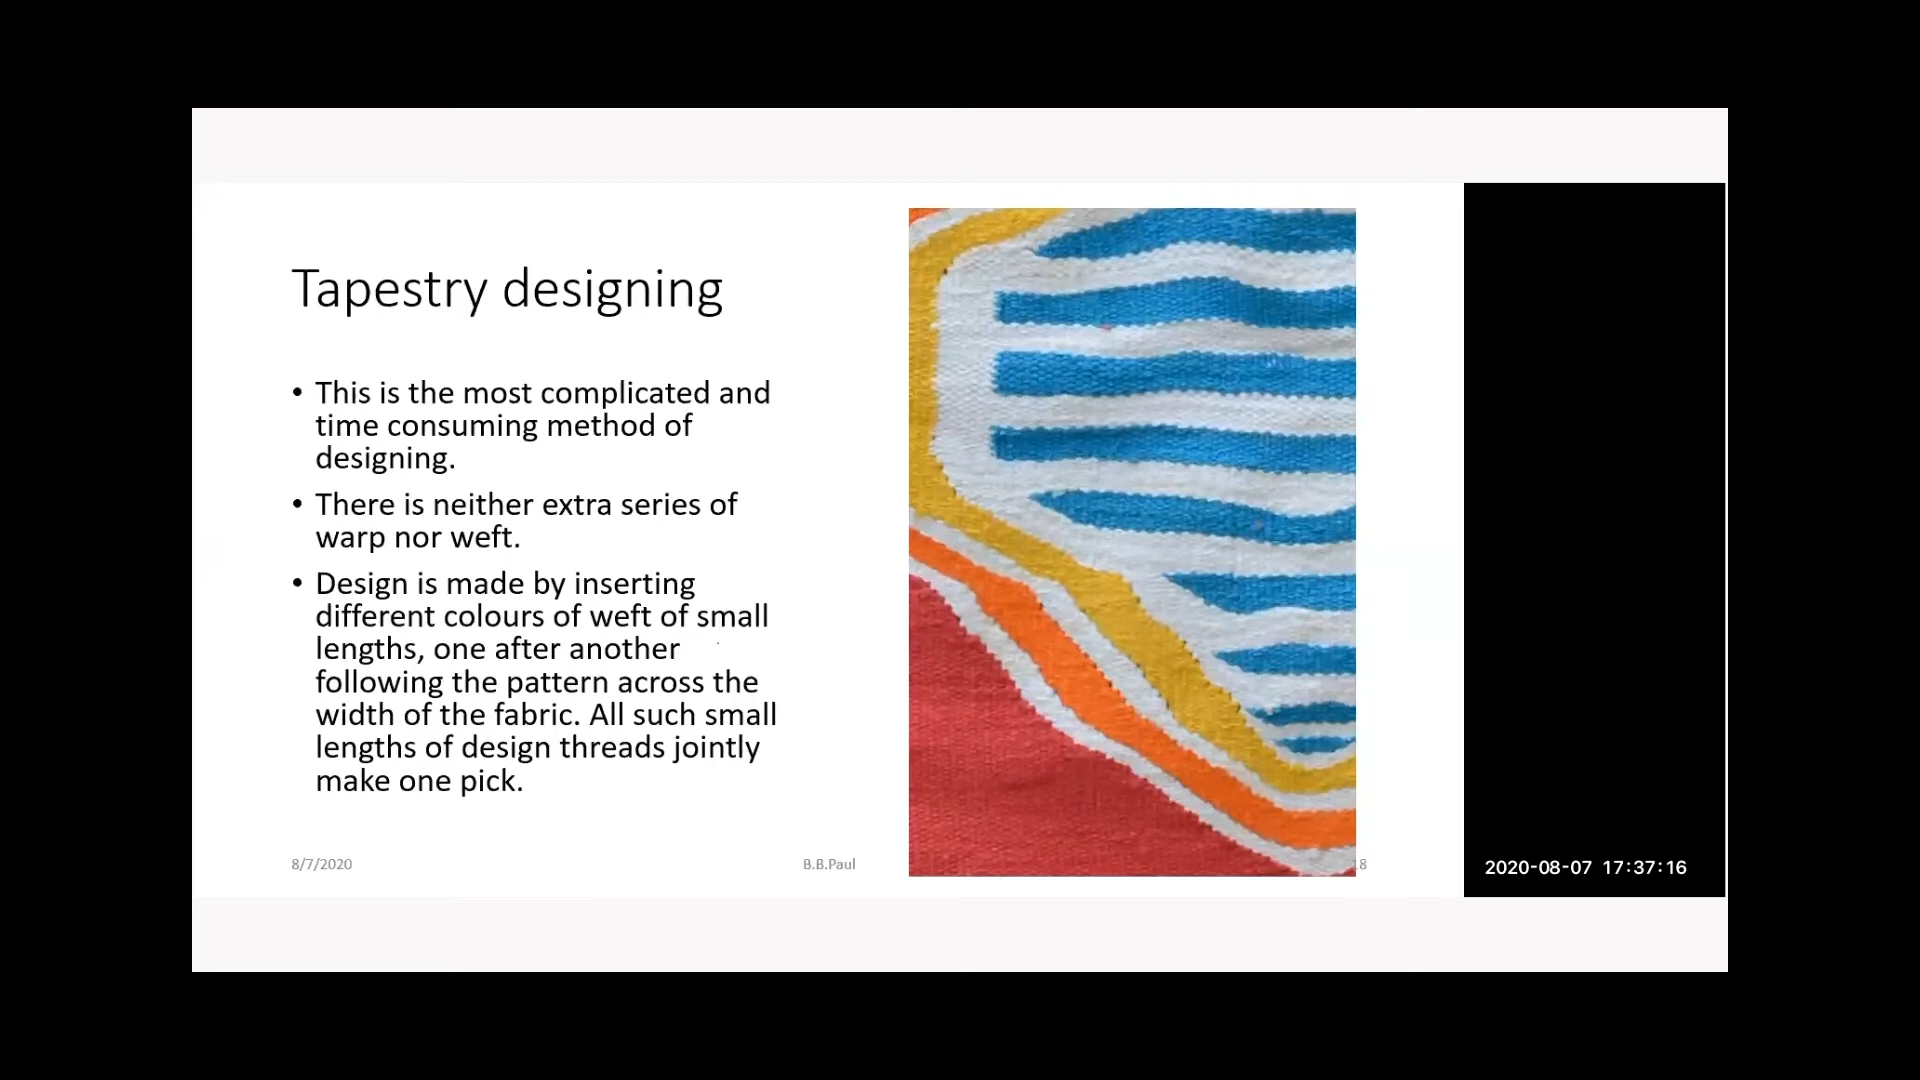 Tapestry designing
• This is the most complicated and
time consuming method of
designing.
• There is neither extra series of
warp nor weft.
• Design is made by inserting
different colours of weft of small
lengths, one after another
following the pattern across the
width of the fabric. All such small
lengths of design threads jointly
make one pick.
8/7/2020
B.B.Paul
18
2020-08-07 17:37:16